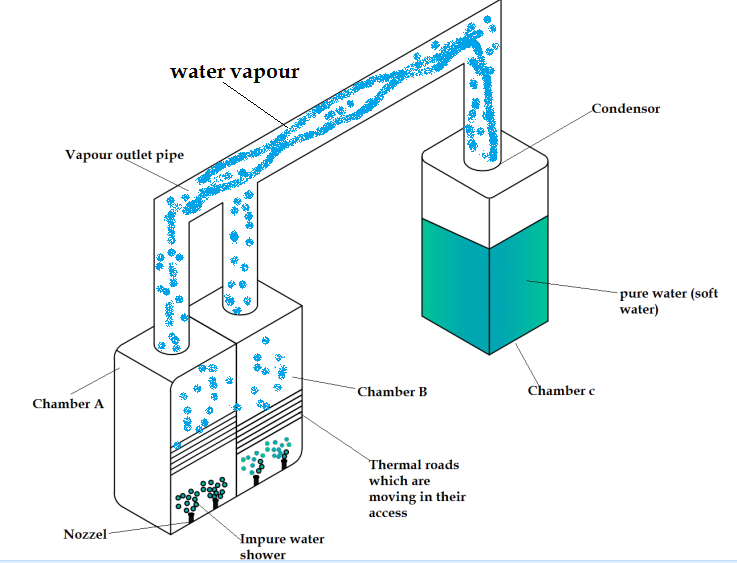 water vapour
Condensor
Vapour outlet pipe
pure water (soft
water)
Chamber A
Chamber B
Chamber c
Thermal roads
which are
moving in their
access
Nozzel
Impure water
shower